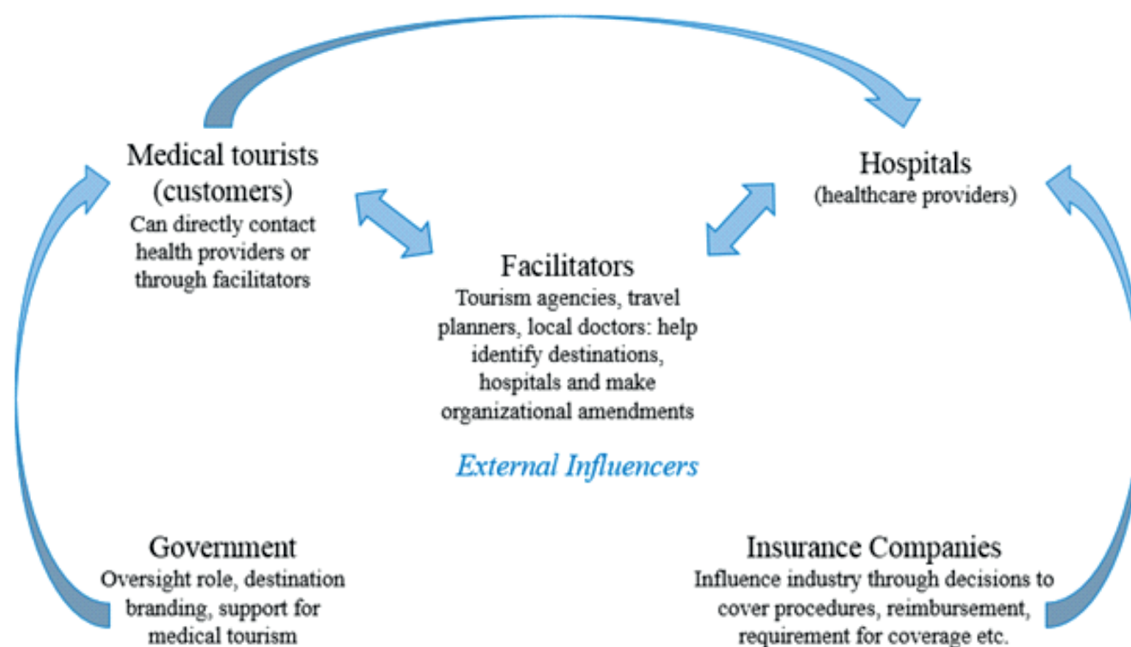 Medical tourists
(customers)
Can directly contact
health providers or
through facilitators
Hospitals
(healthcare providers)
Facilitators
Tourism agencies, travel
planners, local doctors: help
identify destinations,
hospitals and make
organizational amendments
External Influencers
Government
Oversight role, destination
branding, support for
medical tourism
Insurance Companies
Influence industry through decisions to
cover procedures, reimbursement,
requirement for coverage etc.